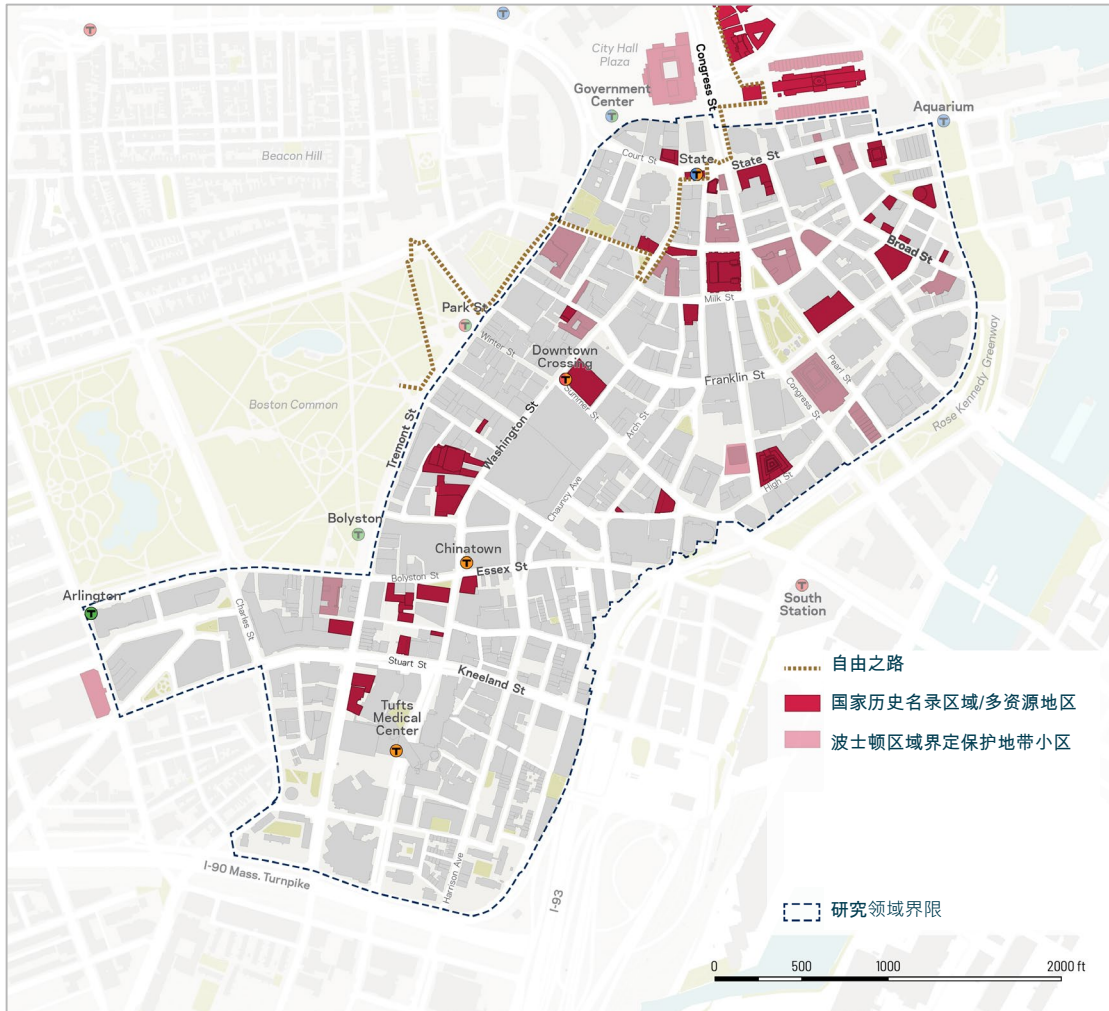 City Hall
Plaza
Congress St
Government
Center
Aquarium
Beacon Hill
Court St
State
State St
Broad St
Park St
Milk St
Winter St
Downtown
Crossing
Franklin St
Pearl St
Congress St
Summer St
Boston Common
Arch St
Rose Kennedy Greenway
Tremont St
Washington St
High St
Chauncy Ave
Bolyston
Chinatown
Essex St
Bolyston St
Arlington
Charles St
South
Station
Stuart St
Kneeland St
Tufts
Medical
Center
自由之路
国家历史名录区域/多资源地区
波士顿区域界定保护地带小区
Harrison Ave
I-90 Mass. Turnpike
I-93
研究领域界限
0 500 1000 2000 ft